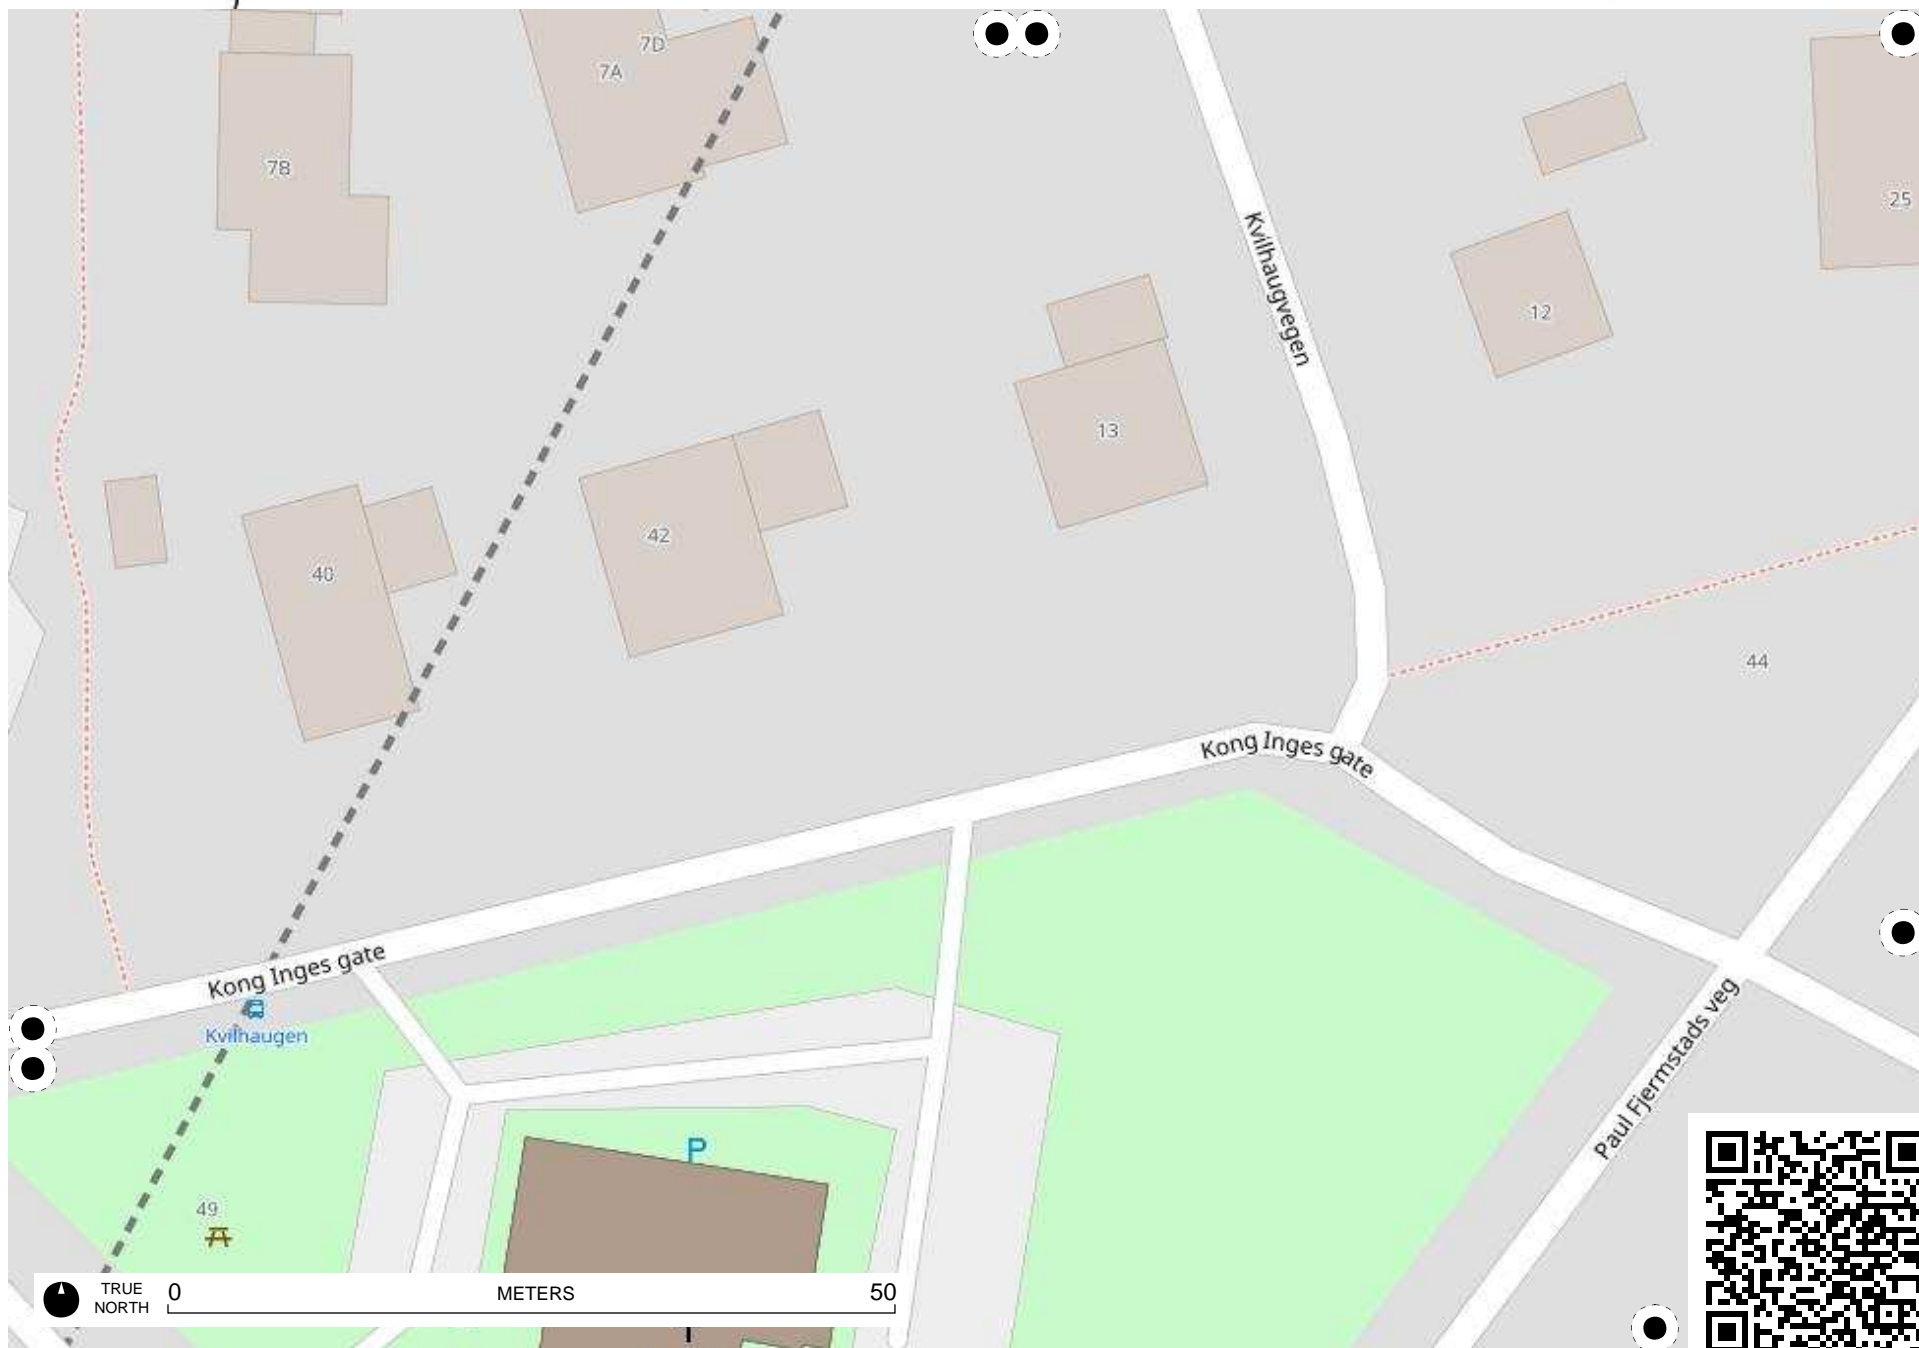 7D
7A
7B
25
Kvilhaugvegen
12
13
42
40
44
Kong Inges gate
Kong Inges gate
Kvilhaugen
Paul Fjermstads veg
P
49
TRUE
NORTH
0
METERS
50